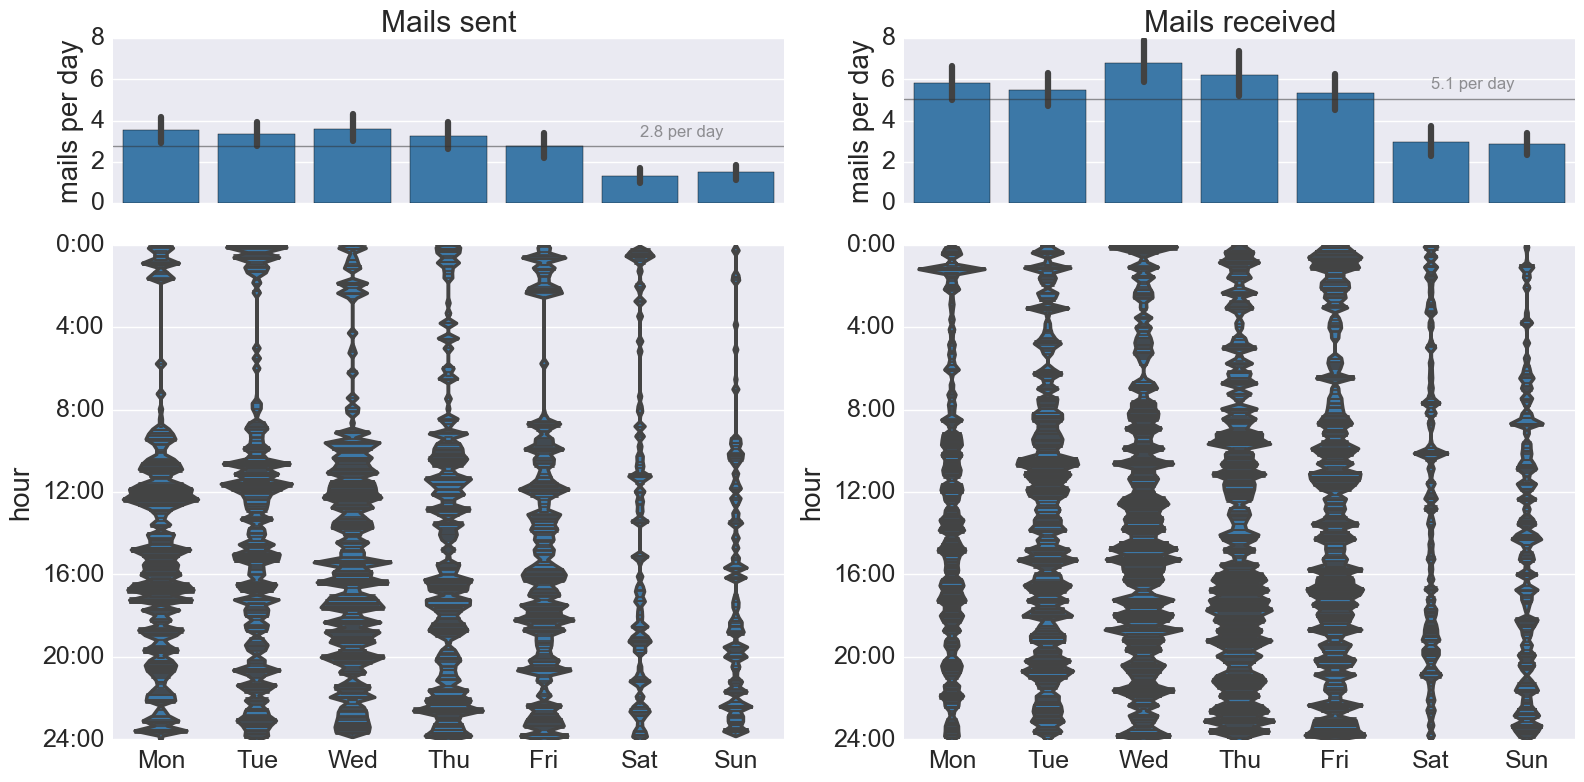 Mails sent
mails per day
8
6
4
2
0
2.8 per day
Mails received
mails per day
8
6
4
2
0
5.1 per day
hour
0:00
4:00
8:00
12:00
16:00
20:00
24:00
Mon Tue Wed Thu Fri Sat Sun
hour
0:00
4:00
8:00
12:00
16:00
20:00
24:00
Mon Tue Wed Thu Fri Sat Sun